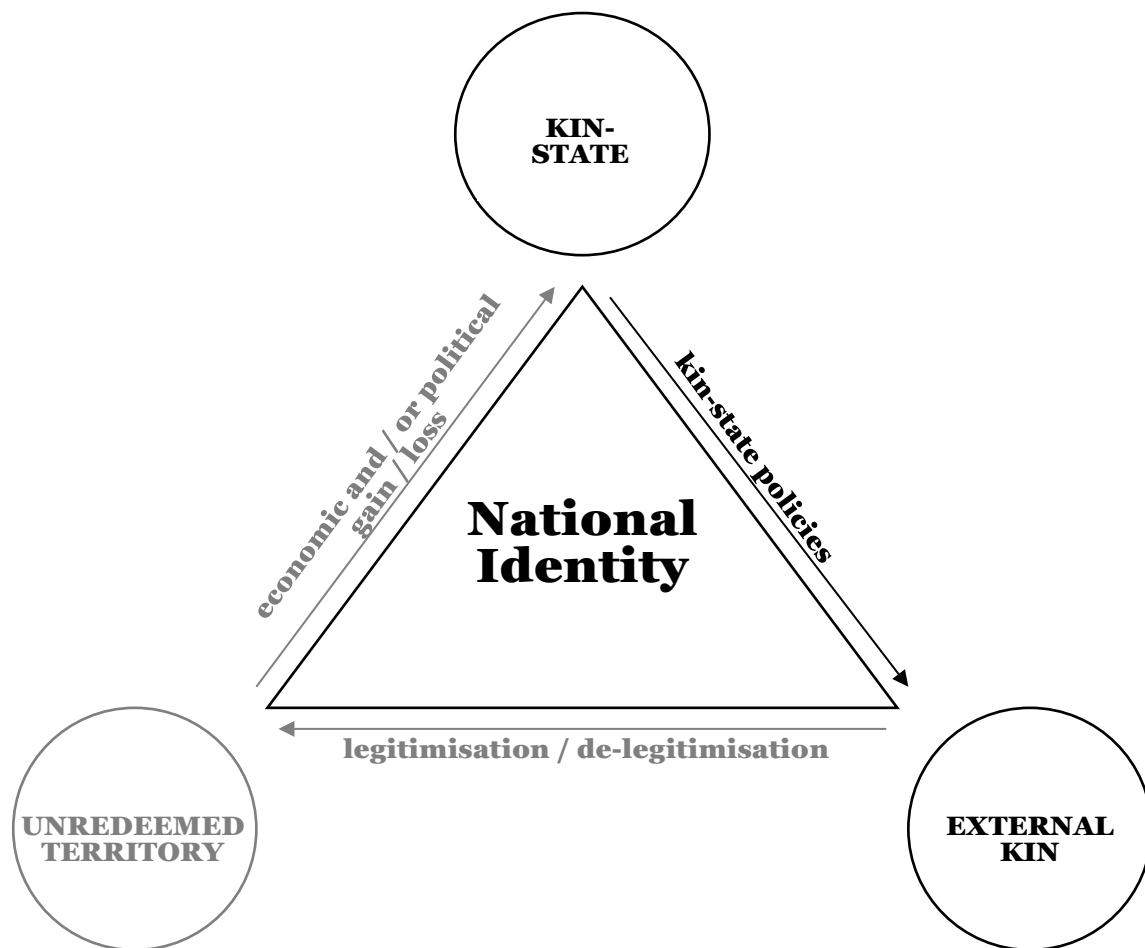 KIN-
STATE
economic and / or political
gain / loss
kin-state policies
National
Identity
legitimisation / de-legitimisation
UNREDEEMED
TERRITORY
EXTERNAL
KIN